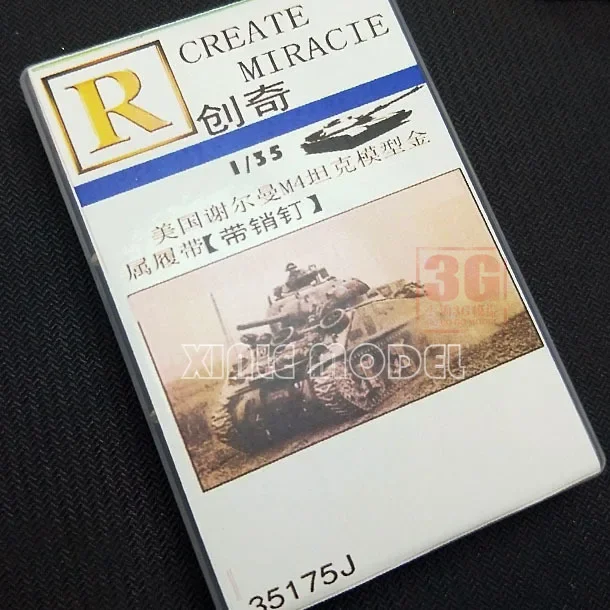 R
CREATE
MIRACIE
创奇
1/35
美国谢尔曼M4坦克模型金
属履带【带销钉】
3G
XINLE MODEL
35175J